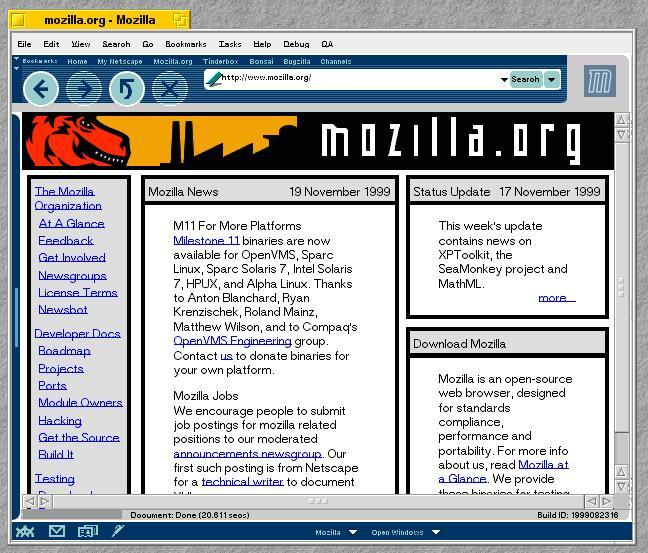 mozilla.org - Mozilla
File Edit View Search Go Bookmarks Tasks Help Debug QA
Bookmarks Home My Netscape Mozilla.org Tinderbox Bonsai Bugzilla Channels
http://www.mozilla.org/ Search
mozilla.org
The Mozilla
Organization
At A Glance
Feedback
Get Involved
Newsgroups
License Terms
Newsbot
Developer Docs
Roadmap
Projects
Ports
Module Owners
Hacking
Get the Source
Build It
Testing
Mozilla News 19 November 1999
M11 For More Platforms
Milestone 11 binaries are now
available for OpenVMS, Sparc
Linux, Sparc Solaris 7, Intel Solaris
7, HPUX, and Alpha Linux. Thanks
to Anton Blanchard, Ryan
Krenzischek, Roland Mainz,
Matthew Wilson, and to Compaq's
OpenVMS Engineering group.
Contact us to donate binaries for
your own platform.
Mozilla Jobs
We encourage people to submit
job postings for mozilla related
positions to our moderated
announcements newsgroup. Our
first such posting is from Netscape
for a technical writer to document
Status Update 17 November 1999
This week's update
contains news on
XPToolkit, the
SeaMonkey project and
MathML.
more...
Download Mozilla
Mozilla is an open-source
web browser, designed
for standards
compliance,
performance and
portability. For more info
about us, read Mozilla at
a Glance. We provide
these binaries for testing
Document: Done (20.611 secs) Build ID: 1999082316
Mozilla Open Windows